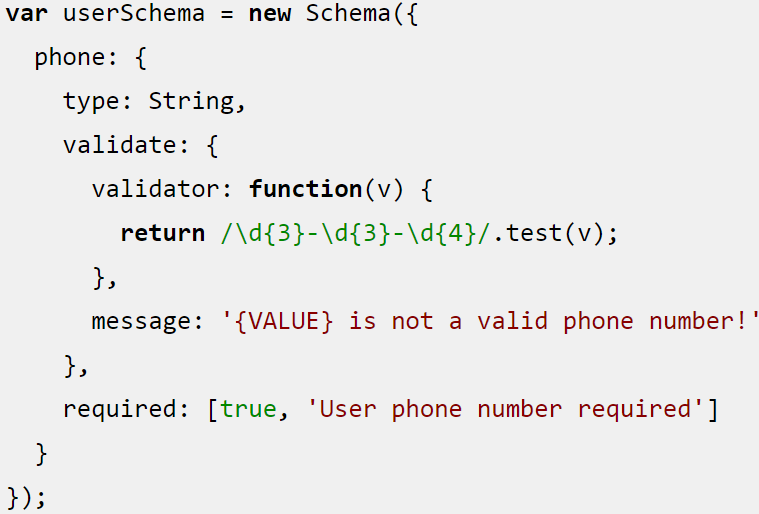 var userSchema = new Schema({
  phone: {
    type: String,
    validate: {
      validator: function(v) {
        return /\d{3}-\d{3}-\d{4}/.test(v);
      },
      message: '{VALUE} is not a valid phone number!'
    },
    required: [true, 'User phone number required']
  }
});